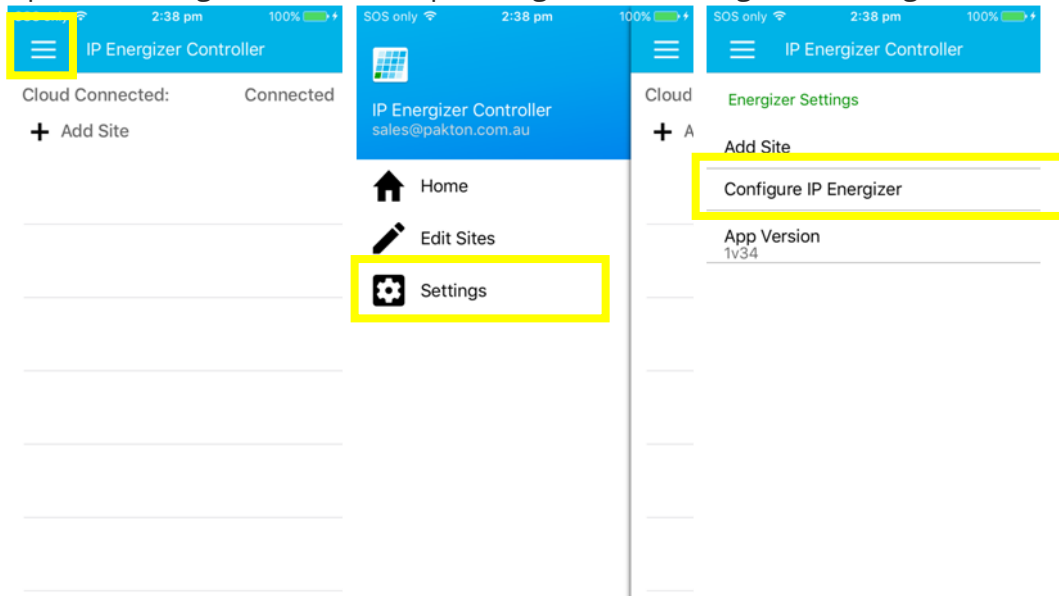 SOS only 2:38 pm 100%
IP Energizer Controller
Cloud Connected: Connected
+ Add Site
SOS only 2:38 pm 100%
IP Energizer Controller
sales@pakton.com.au
Home
Edit Sites
Settings
Cloud
+ A
SOS only 2:38 pm 100%
IP Energizer Controller
Energizer Settings
Add Site
Configure IP Energizer
App Version
1v34